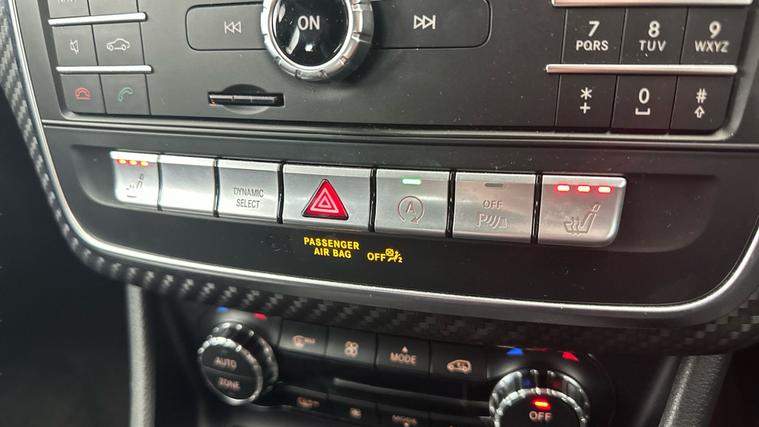 ON
7
PQRS
8
TUV
9
WXYZ
*
+
0
#
DYNAMIC
SELECT
A
OFF
P
PASSENGER
AIR BAG OFF 2
AUTO
ZONE
MODE
OFF